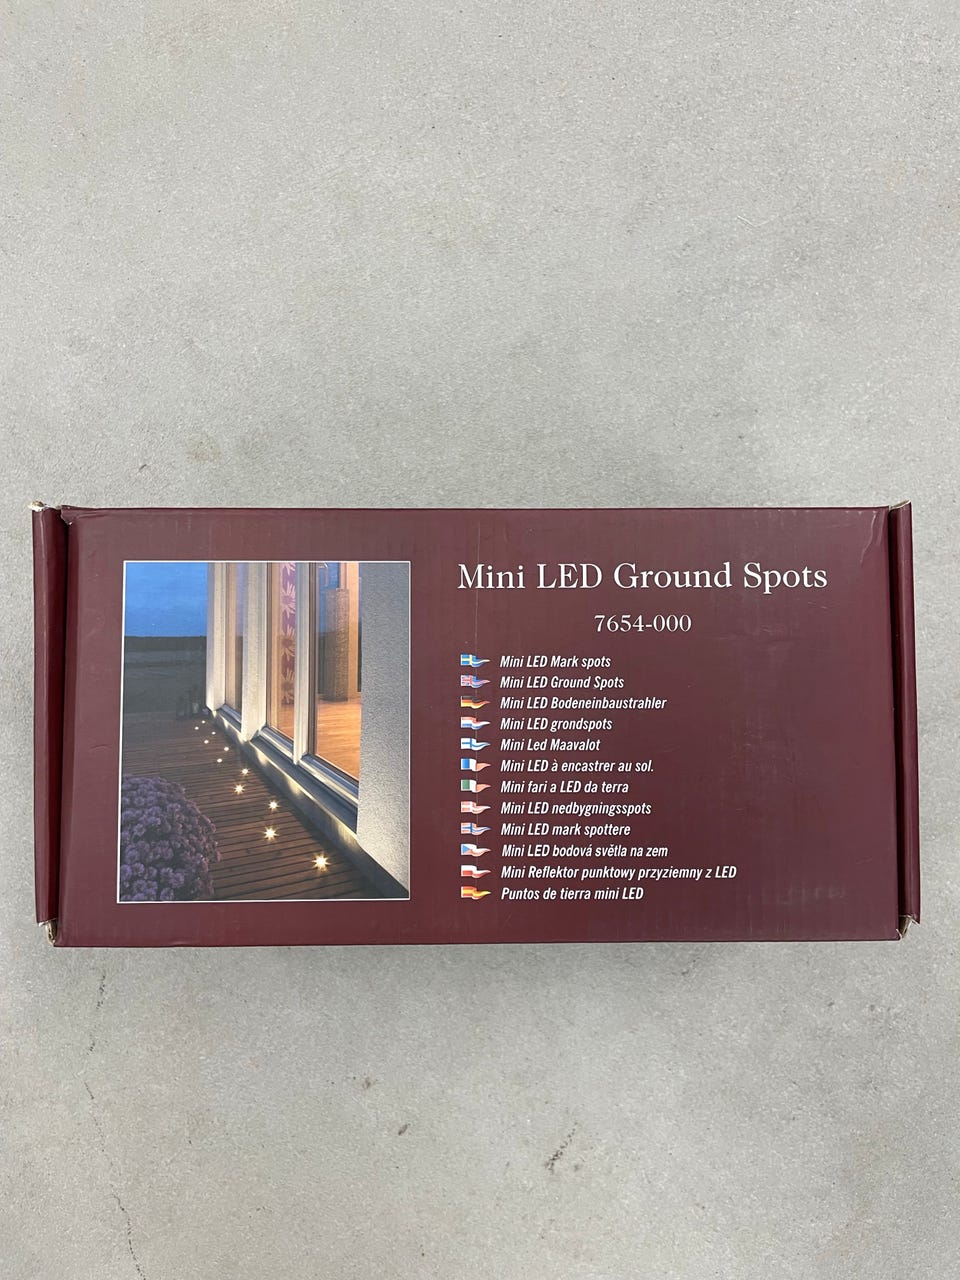 Mini LED Ground Spots
7654-000
Mini LED Mark spots
Mini LED Ground Spots
Mini LED Bodeneinbaustrahler
Mini LED grondspots
Mini Led Maavalot
Mini LED à encastrer au sol.
Mini fari a LED da terra
Mini LED nedbygningsspots
Mini LED mark spottere
Mini LED bodová světla na zem
Mini Reflektor punktowy przyziemny z LED
Puntos de tierra mini LED